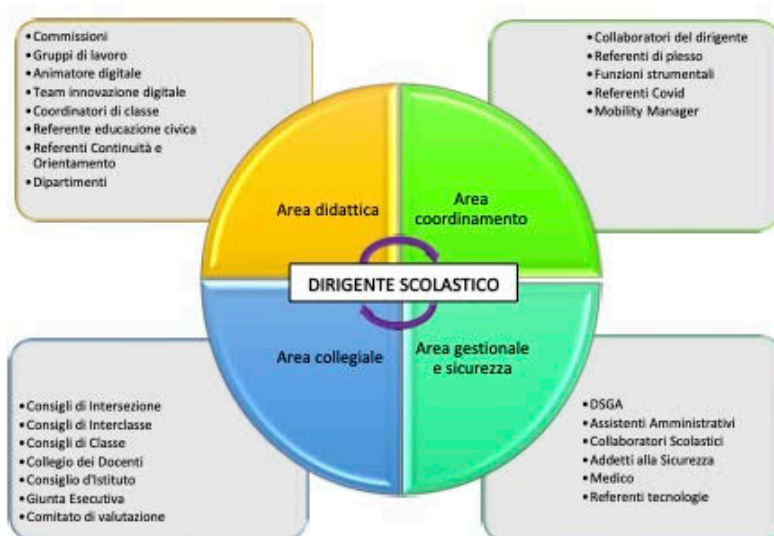 •Commissioni
•Gruppi di lavoro
•Animatore digitale
•Team innovazione digitale
•Coordinatori di classe
•Referente educazione civica
•Referenti Continuità e
Orientamento
•Dipartimenti
•Collaboratori del dirigente
•Referenti di plesso
•Funzioni strumentali
•Referenti Covid
•Mobility Manager
Area didattica
Area
coordinamento
DIRIGENTE SCOLASTICO
Area collegiale
Area gestionale
e sicurezza
•Consigli di Intersezione
•Consigli di Interclasse
•Consigli di Classe
•Collegio dei Docenti
•Consiglio d'Istituto
•Giunta Esecutiva
•Comitato di valutazione
•DSGA
•Assistenti Amministrativi
•Collaboratori Scolastici
•Addetti alla Sicurezza
•Medico
•Referenti tecnologie